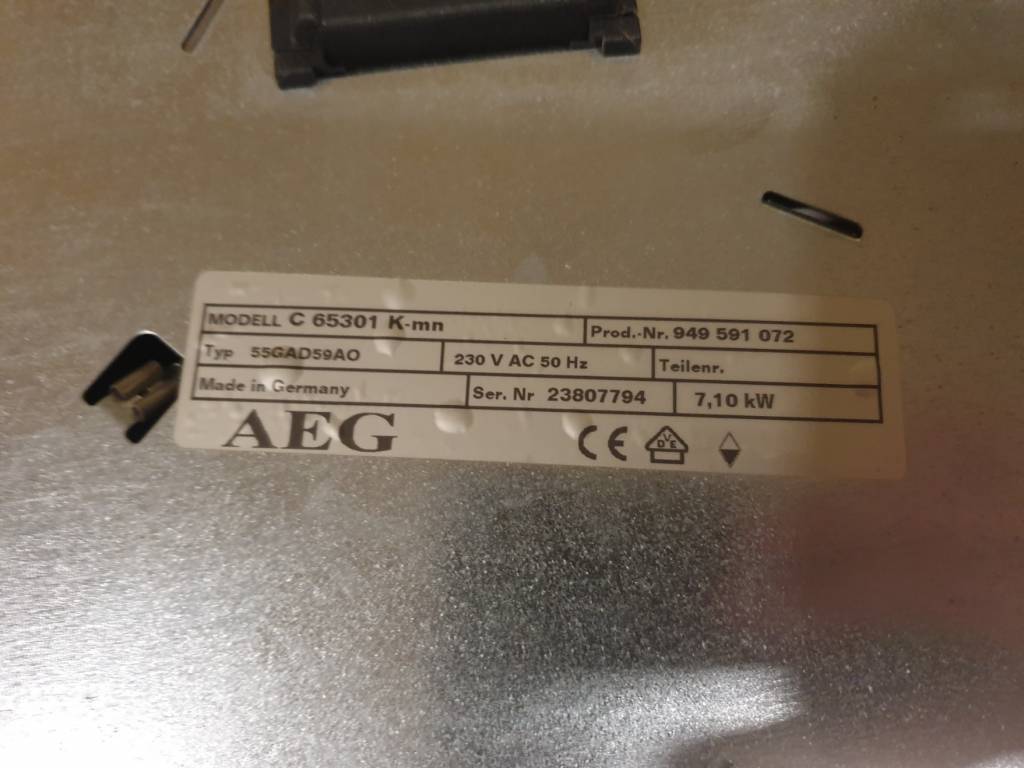 MODELL C 65301 K-mn
Prod.-Nr. 949 591 072
Typ 55GAD59AO
230 V AC 50 Hz
Teilenr.
Made in Germany
Ser. Nr 23807794
7,10 kW
AEG
CE
VDE